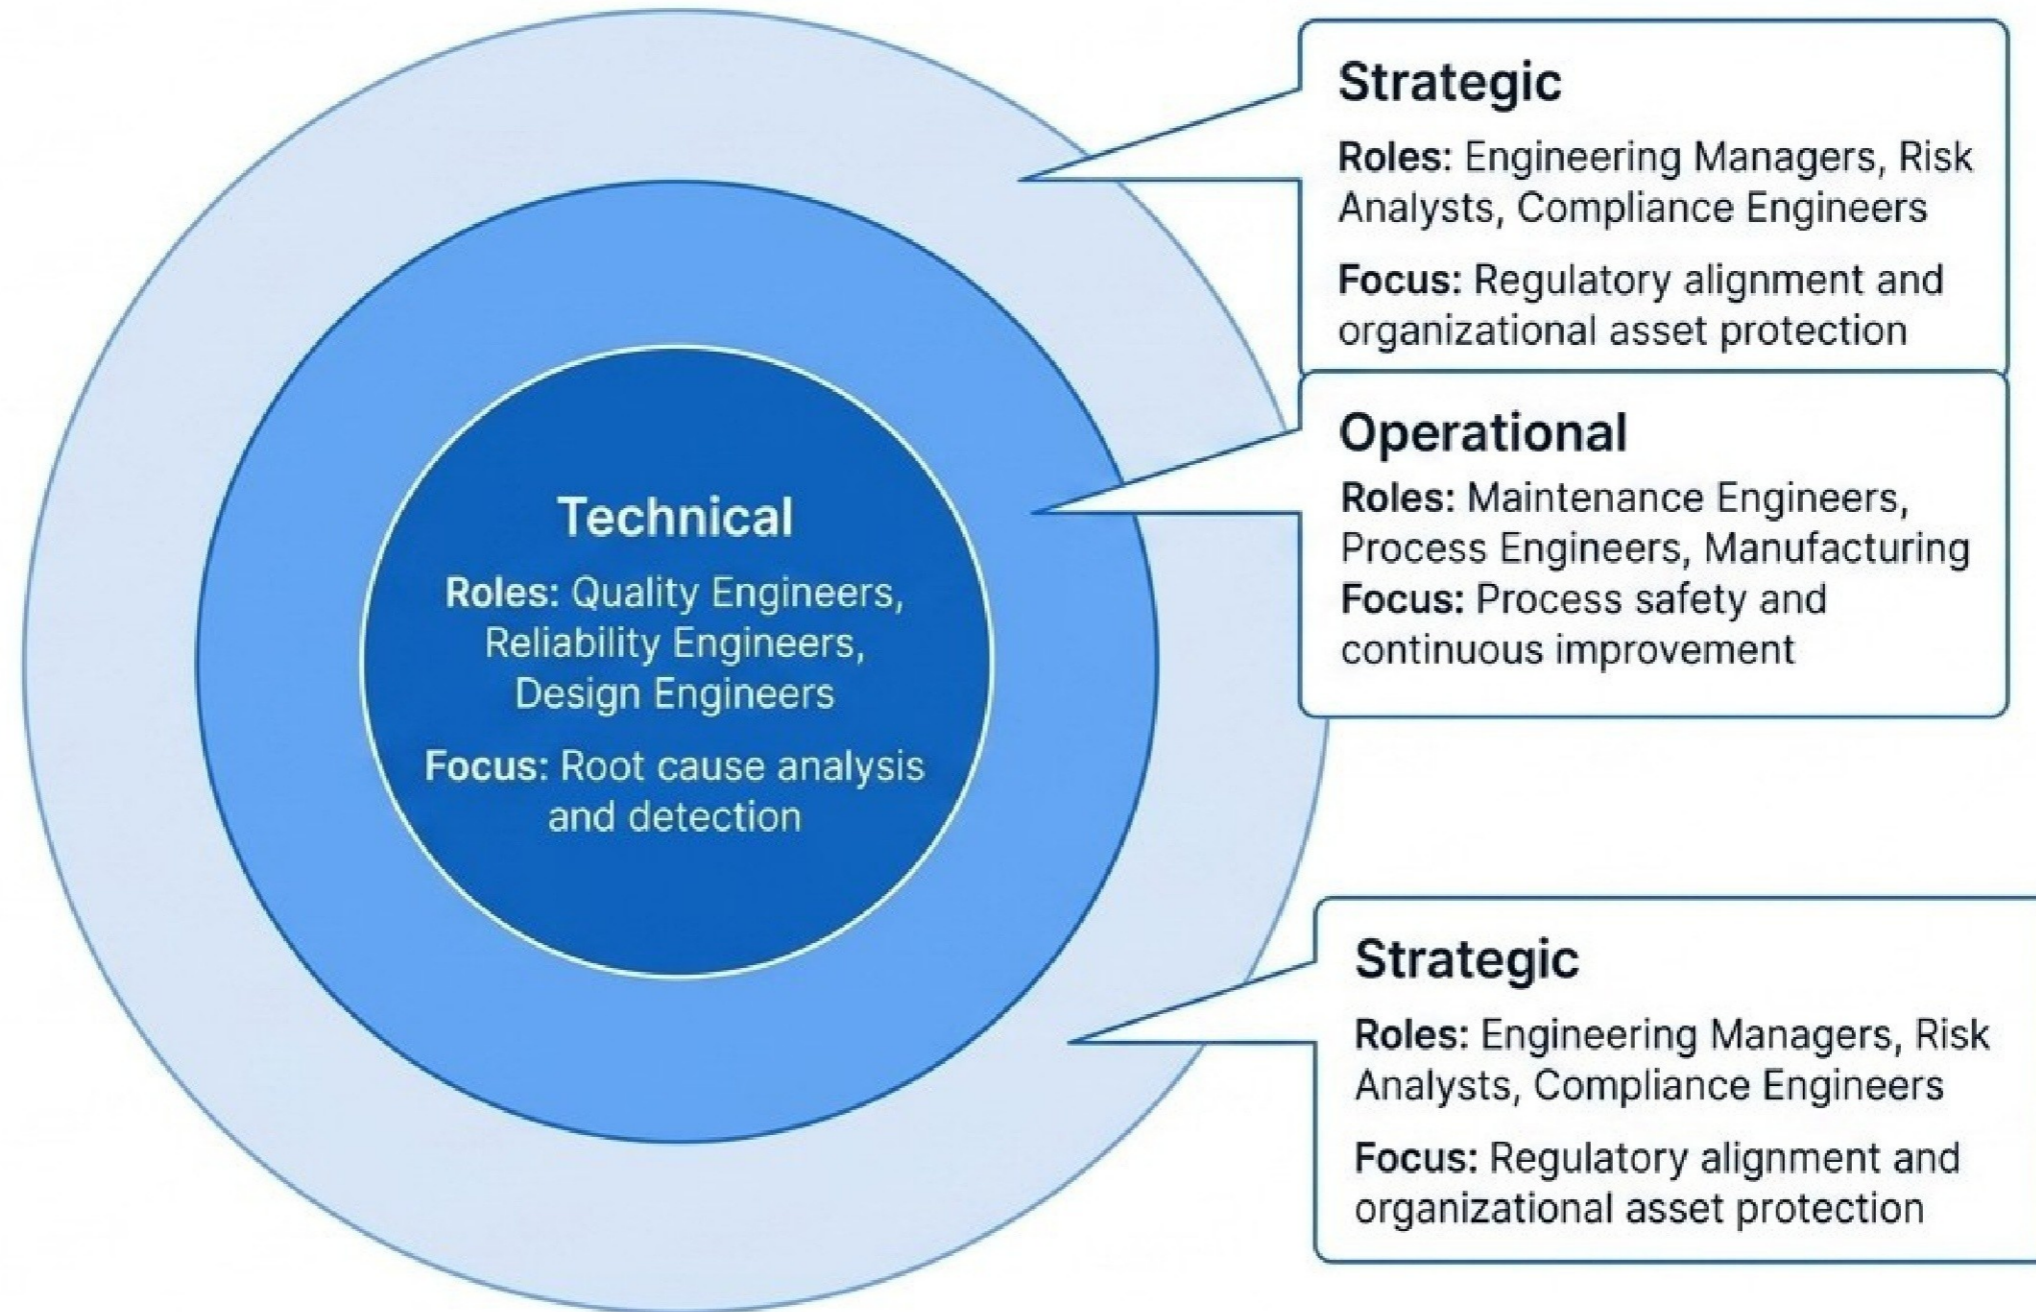 Technical
Roles: Quality Engineers,
Reliability Engineers,
Design Engineers
Focus: Root cause analysis
and detection
Strategic
Roles: Engineering Managers, Risk
Analysts, Compliance Engineers
Focus: Regulatory alignment and
organizational asset protection
Operational
Roles: Maintenance Engineers,
Process Engineers, Manufacturing
Focus: Process safety and
continuous improvement
Strategic
Roles: Engineering Managers, Risk
Analysts, Compliance Engineers
Focus: Regulatory alignment and
organizational asset protection